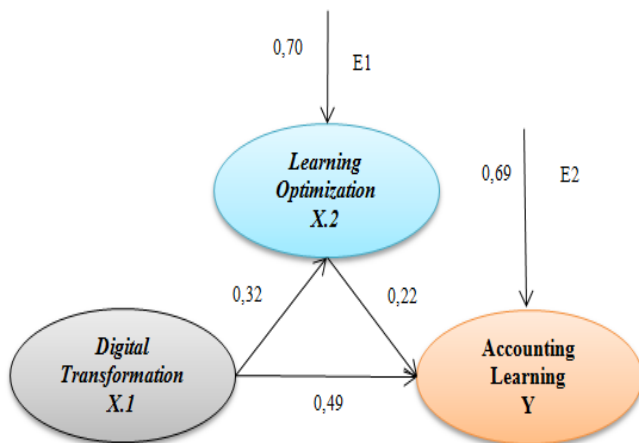 0,70
E1
Learning
Optimization
X.2
0,69
E2
0,32
0,22
Digital
Transformation
X.1
Accounting
Learning
Y
0,49